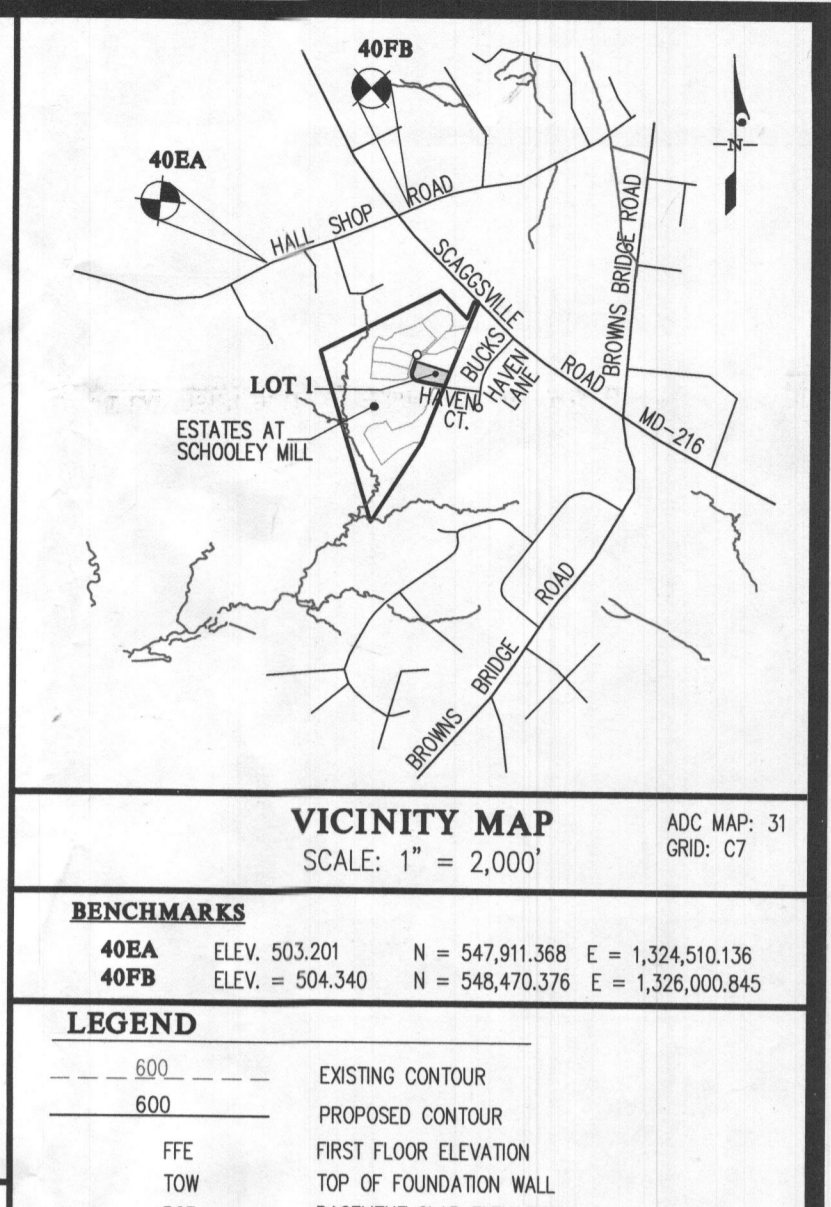 40FB
40EA
N
HALL SHOP ROAD
SCAGGSVILLE ROAD
BROWNS BRIDGE ROAD
BUCKS HAVEN LANE
LOT 1
HAVEN CT.
MD-216
ESTATES AT
SCHOOLEY MILL
BROWNS BRIDGE ROAD
VICINITY MAP
SCALE: 1" = 2,000'
ADC MAP: 31
GRID: C7
BENCHMARKS
40EA ELEV. 503.201 N = 547,911.368 E = 1,324,510.136
40FB ELEV. = 504.340 N = 548,470.376 E = 1,326,000.845
LEGEND
600 EXISTING CONTOUR
600 PROPOSED CONTOUR
FFE FIRST FLOOR ELEVATION
TOW TOP OF FOUNDATION WALL